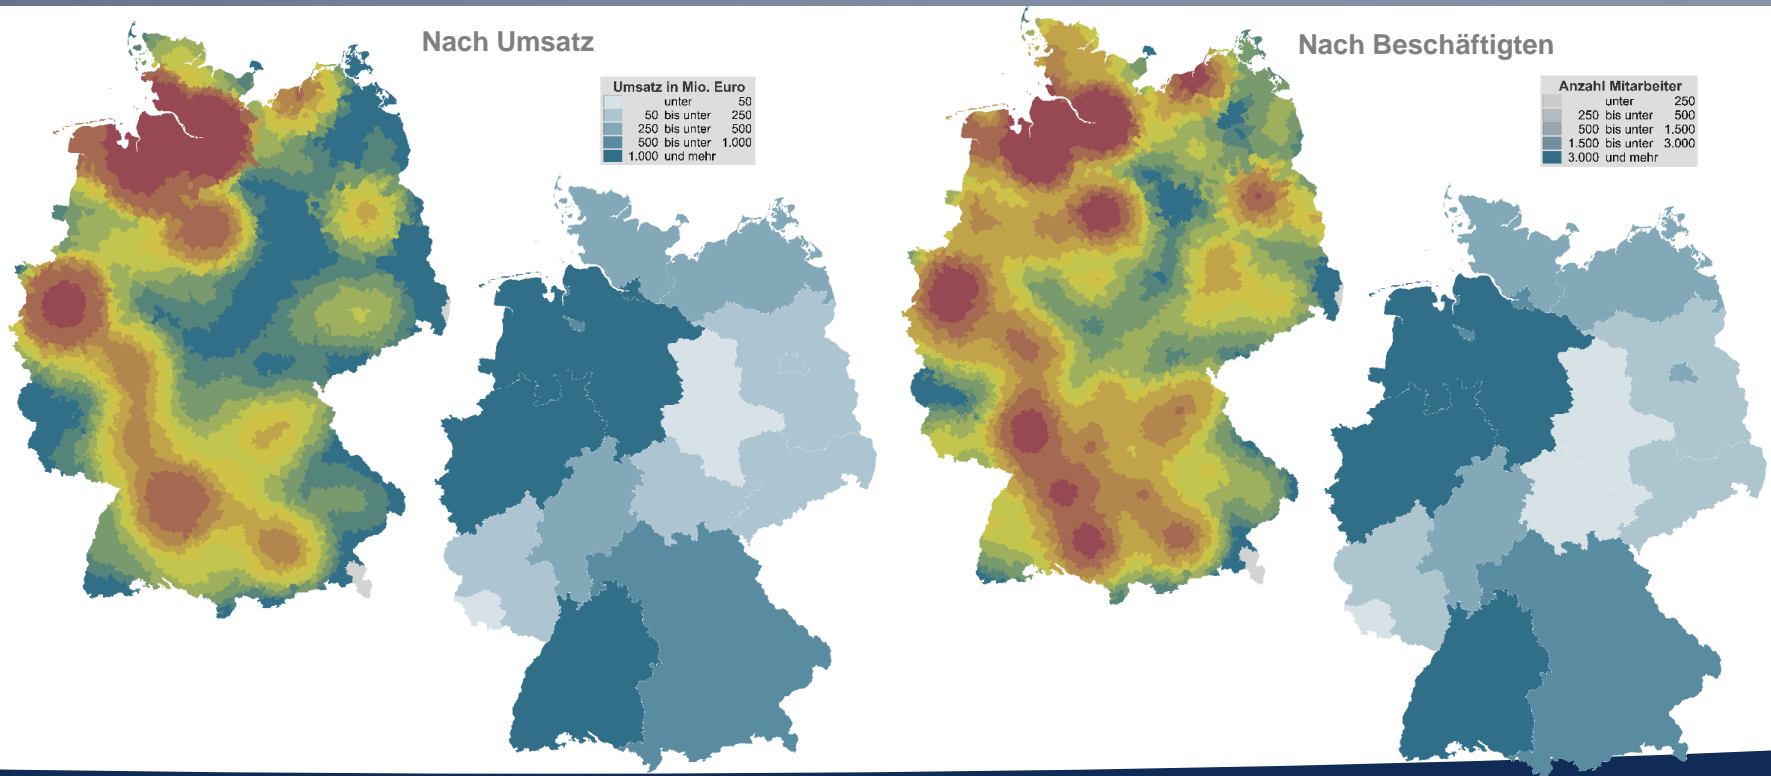 Nach Umsatz
Umsatz in Mio. Euro
unter 50
50 bis unter 250
250 bis unter 500
500 bis unter 1.000
1.000 und mehr
Nach Beschäftigten
Anzahl Mitarbeiter
unter 250
250 bis unter 500
500 bis unter 1.500
1.500 bis unter 3.000
3.000 und mehr